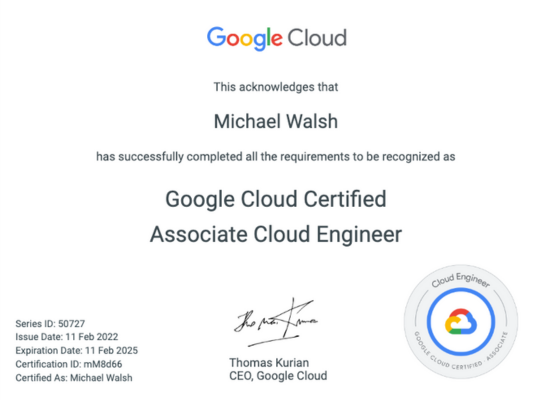 Google Cloud
This acknowledges that
Michael Walsh
has successfully completed all the requirements to be recognized as
Google Cloud Certified
Associate Cloud Engineer
Series ID: 50727
Issue Date: 11 Feb 2022
Expiration Date: 11 Feb 2025
Certification ID: mM8d66
Certified As: Michael Walsh
Thomas Kurian
Thomas Kurian
CEO, Google Cloud
Cloud Engineer
GOOGLE CLOUD CERTIFIED · ASSOCIATE